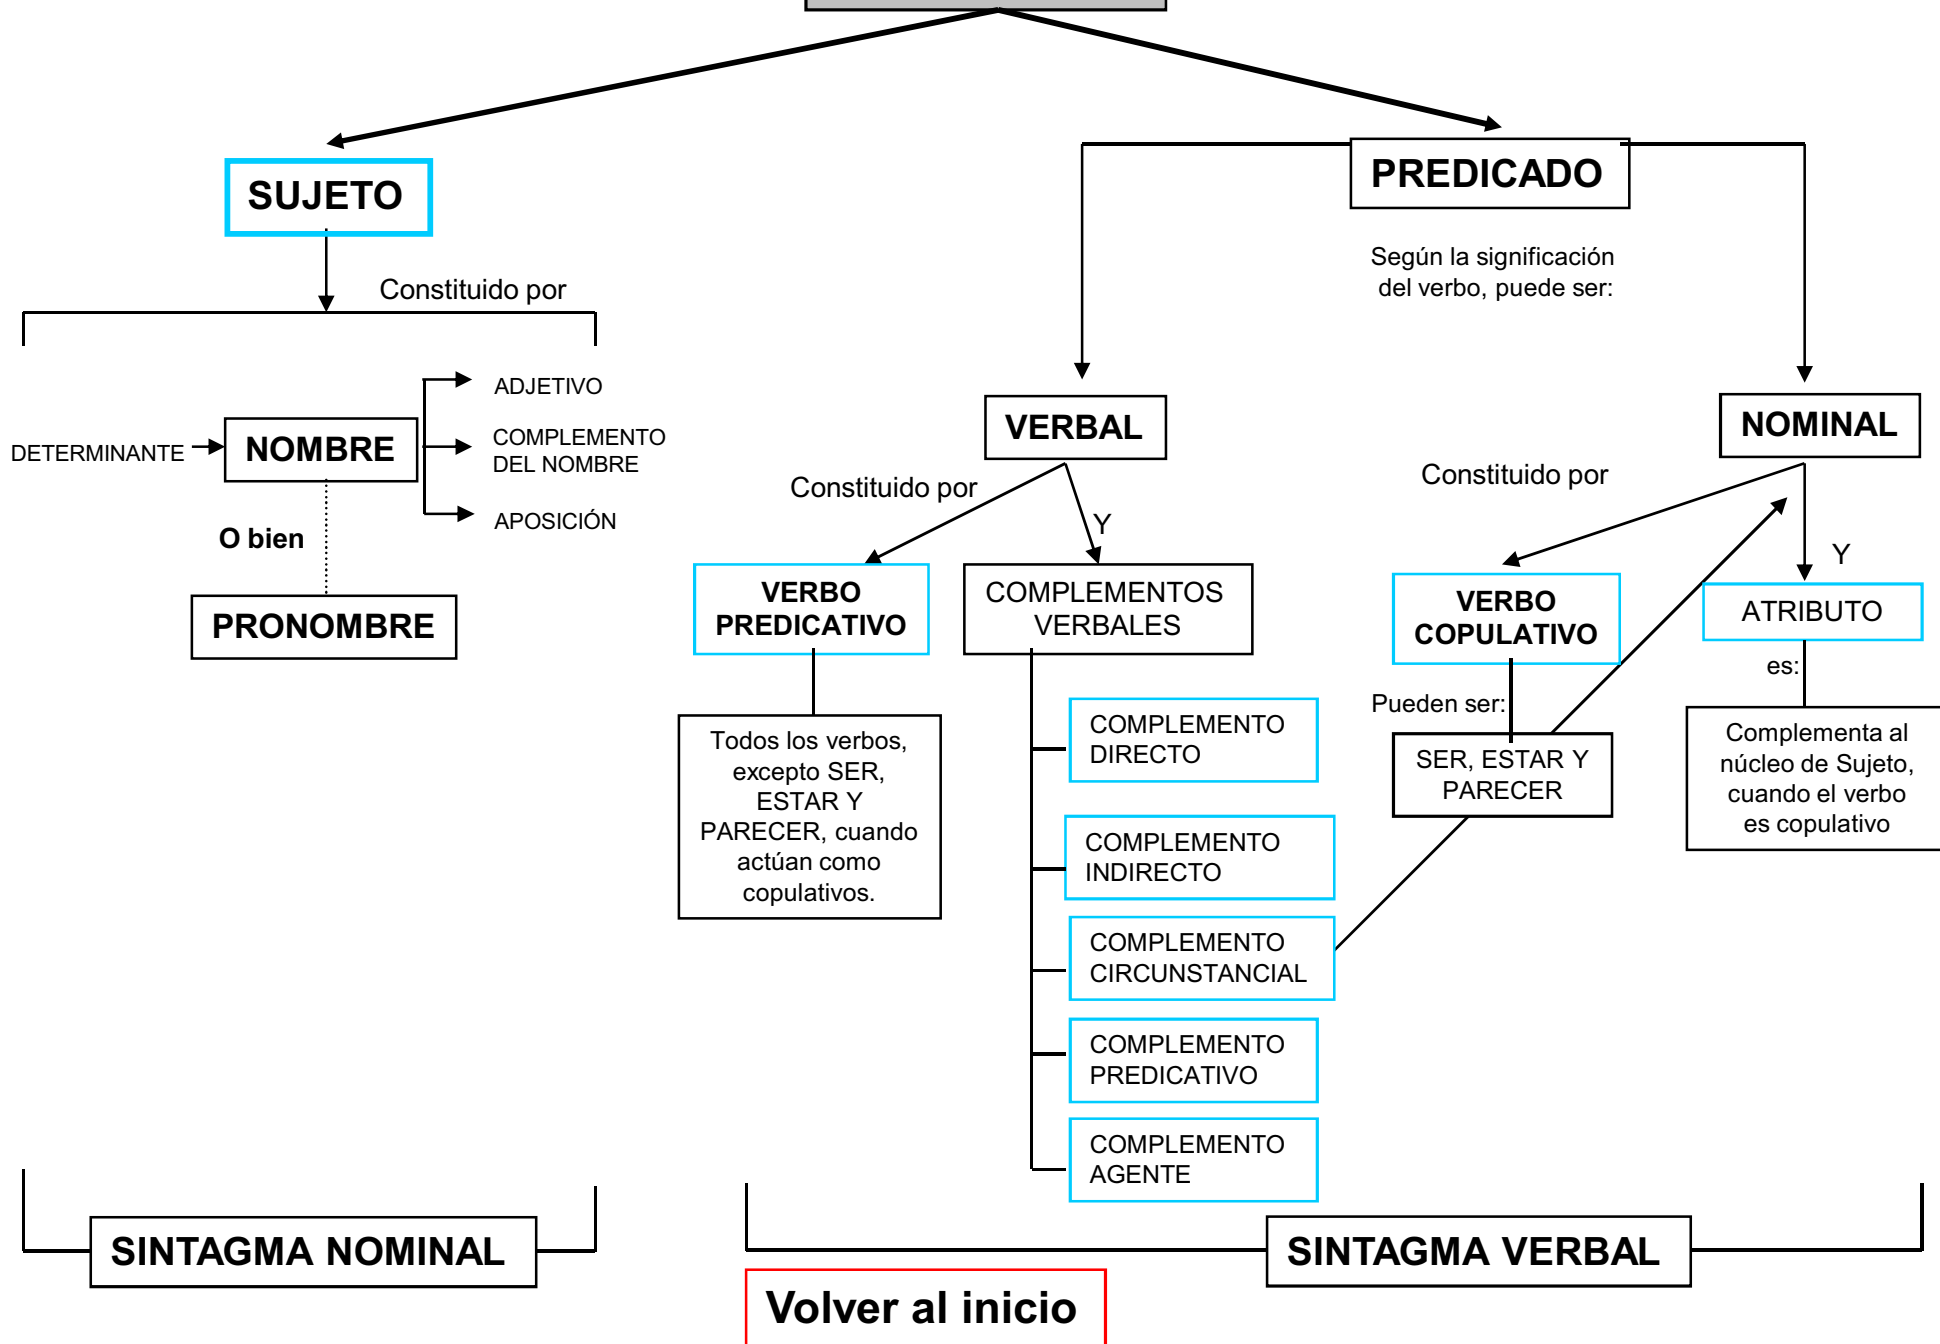 SUJETO
Constituido por
DETERMINANTE
NOMBRE
ADJETIVO
COMPLEMENTO
DEL NOMBRE
APOSICIÓN
O bien
PRONOMBRE
SINTAGMA NOMINAL
PREDICADO
Según la significación
del verbo, puede ser:
VERBAL
Constituido por
Y
VERBO
PREDICATIVO
Todos los verbos,
excepto SER,
ESTAR Y
PARECER, cuando
actúan como
copulativos.
COMPLEMENTOS
VERBALES
COMPLEMENTO
DIRECTO
COMPLEMENTO
INDIRECTO
COMPLEMENTO
CIRCUNSTANCIAL
COMPLEMENTO
PREDICATIVO
COMPLEMENTO
AGENTE
NOMINAL
Constituido por
Y
VERBO
COPULATIVO
Pueden ser:
SER, ESTAR Y
PARECER
ATRIBUTO
es:
Complementa al
núcleo de Sujeto,
cuando el verbo
es copulativo
SINTAGMA VERBAL
Volver al inicio